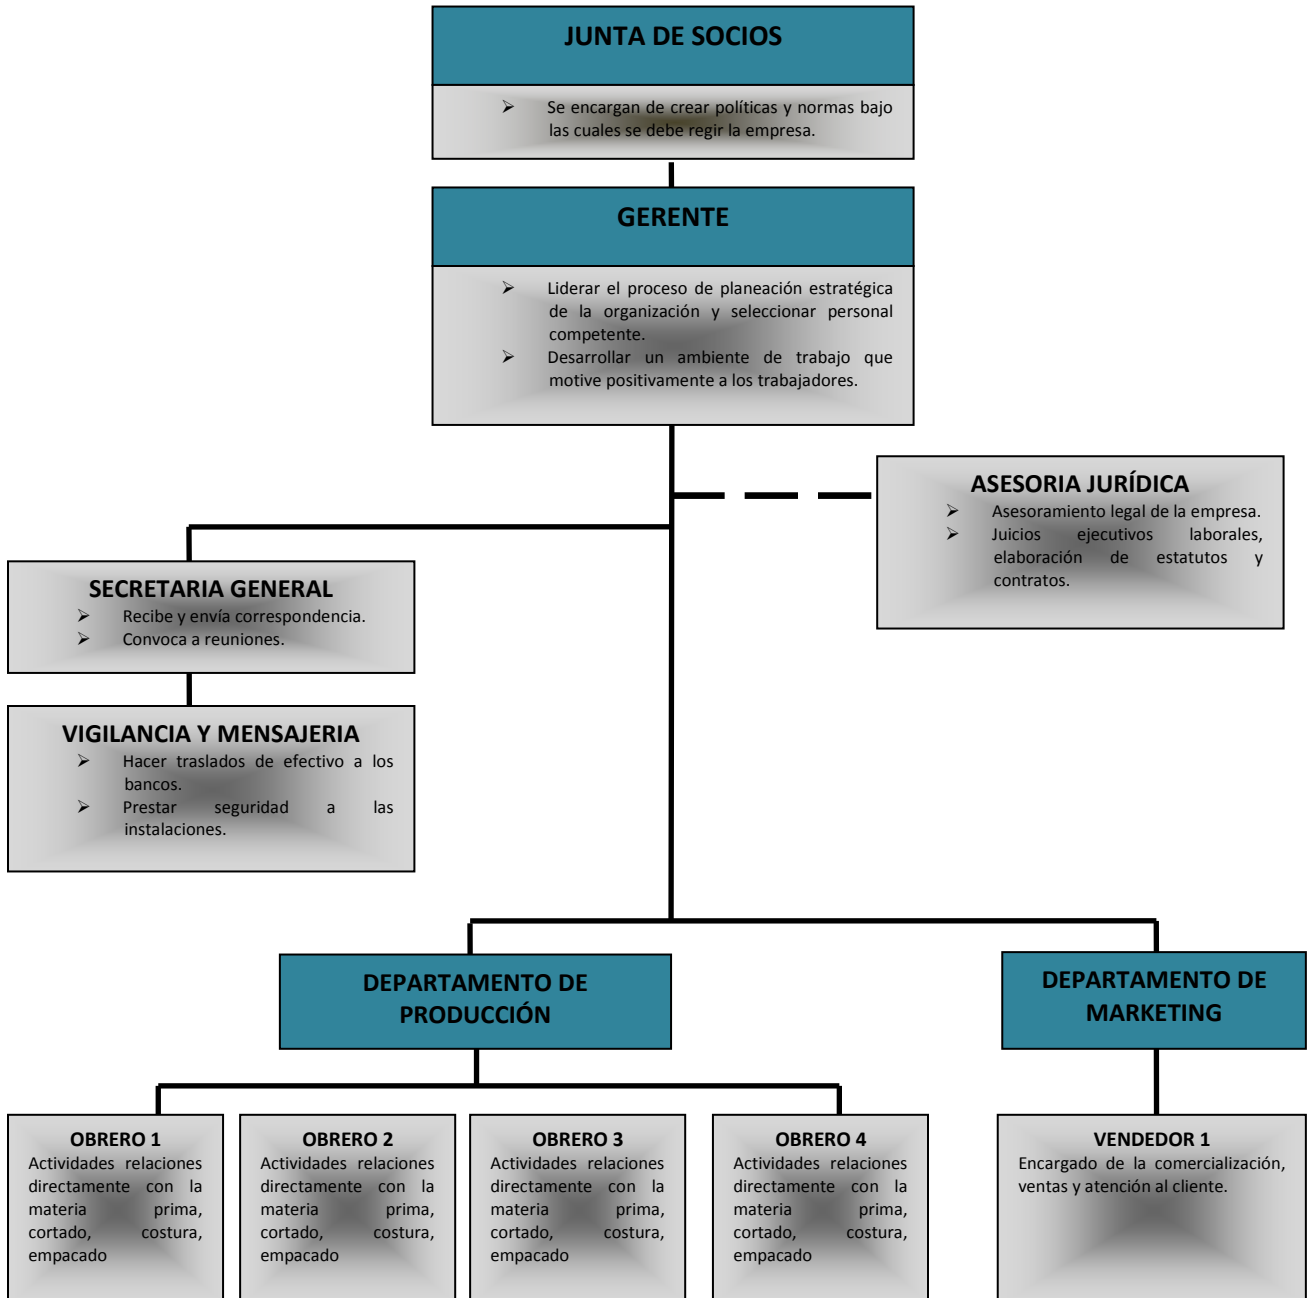 JUNTA DE SOCIOS
➢ Se encargan de crear políticas y normas bajo
las cuales se debe regir la empresa.
GERENTE
➢ Liderar el proceso de planeación estratégica
de la organización y seleccionar personal
competente.
➢ Desarrollar un ambiente de trabajo que
motive positivamente a los trabajadores.
ASESORIA JURÍDICA
➢ Asesoramiento legal de la empresa.
➢ Juicios ejecutivos laborales,
elaboración de estatutos y
contratos.
SECRETARIA GENERAL
➢ Recibe y envía correspondencia.
➢ Convoca a reuniones.
VIGILANCIA Y MENSAJERIA
➢ Hacer traslados de efectivo a los
bancos.
➢ Prestar seguridad a las
instalaciones.
DEPARTAMENTO DE
PRODUCCIÓN
DEPARTAMENTO DE
MARKETING
OBRERO 1
Actividades relaciones
directamente con la
materia prima,
cortado, costura,
empacado
OBRERO 2
Actividades relaciones
directamente con la
materia prima,
cortado, costura,
empacado
OBRERO 3
Actividades relaciones
directamente con la
materia prima,
cortado, costura,
empacado
OBRERO 4
Actividades relaciones
directamente con la
materia prima,
cortado, costura,
empacado
VENDEDOR 1
Encargado de la comercialización,
ventas y atención al cliente.